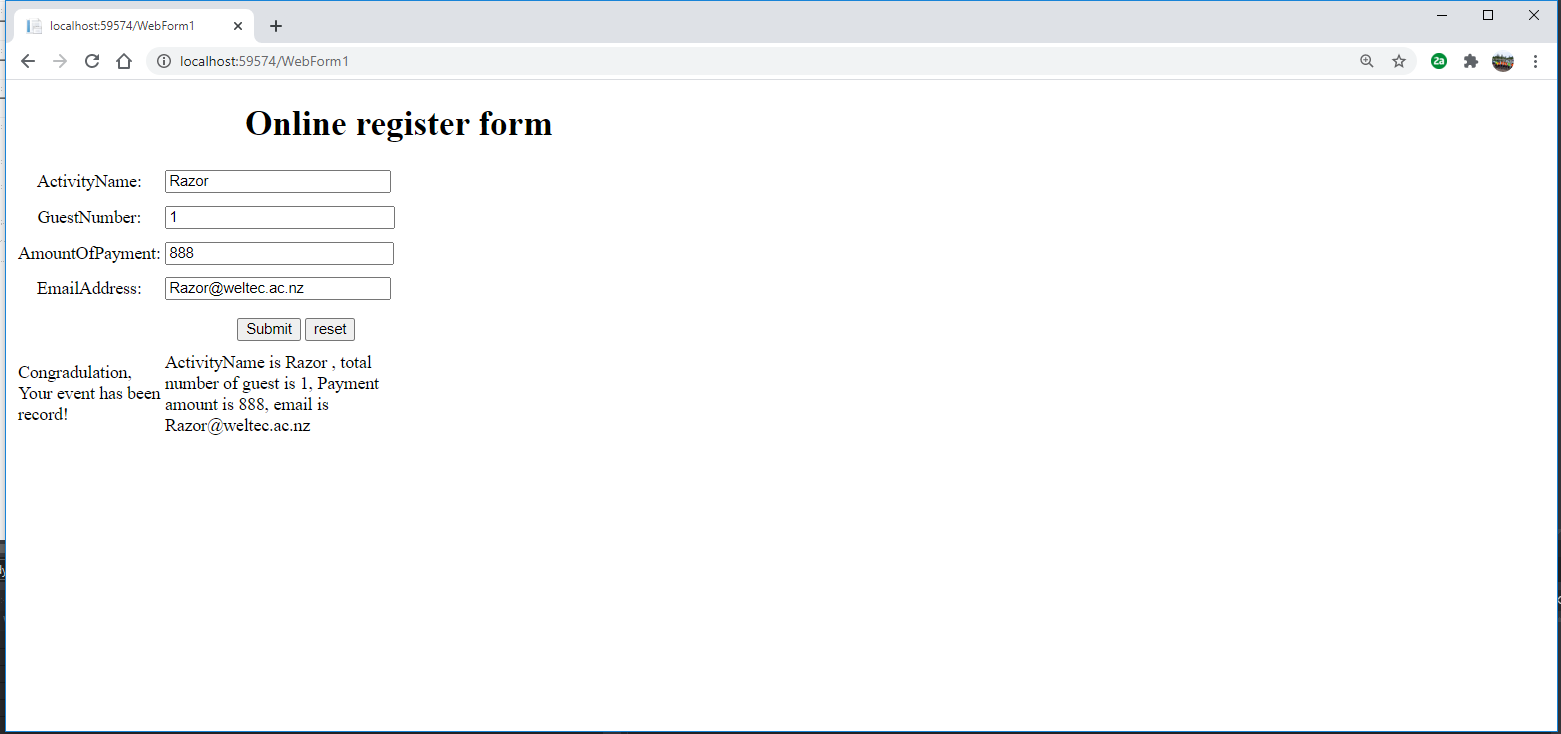 localhost:59574/WebForm1
localhost:59574/WebForm1
2a
Online register form
ActivityName: Razor
GuestNumber: 1
AmountOfPayment: 888
EmailAddress: Razor@weltec.ac.nz
Submit reset
Congradulation,
Your event has been
record!
ActivityName is Razor , total
number of guest is 1, Payment
amount is 888, email is
Razor@weltec.ac.nz